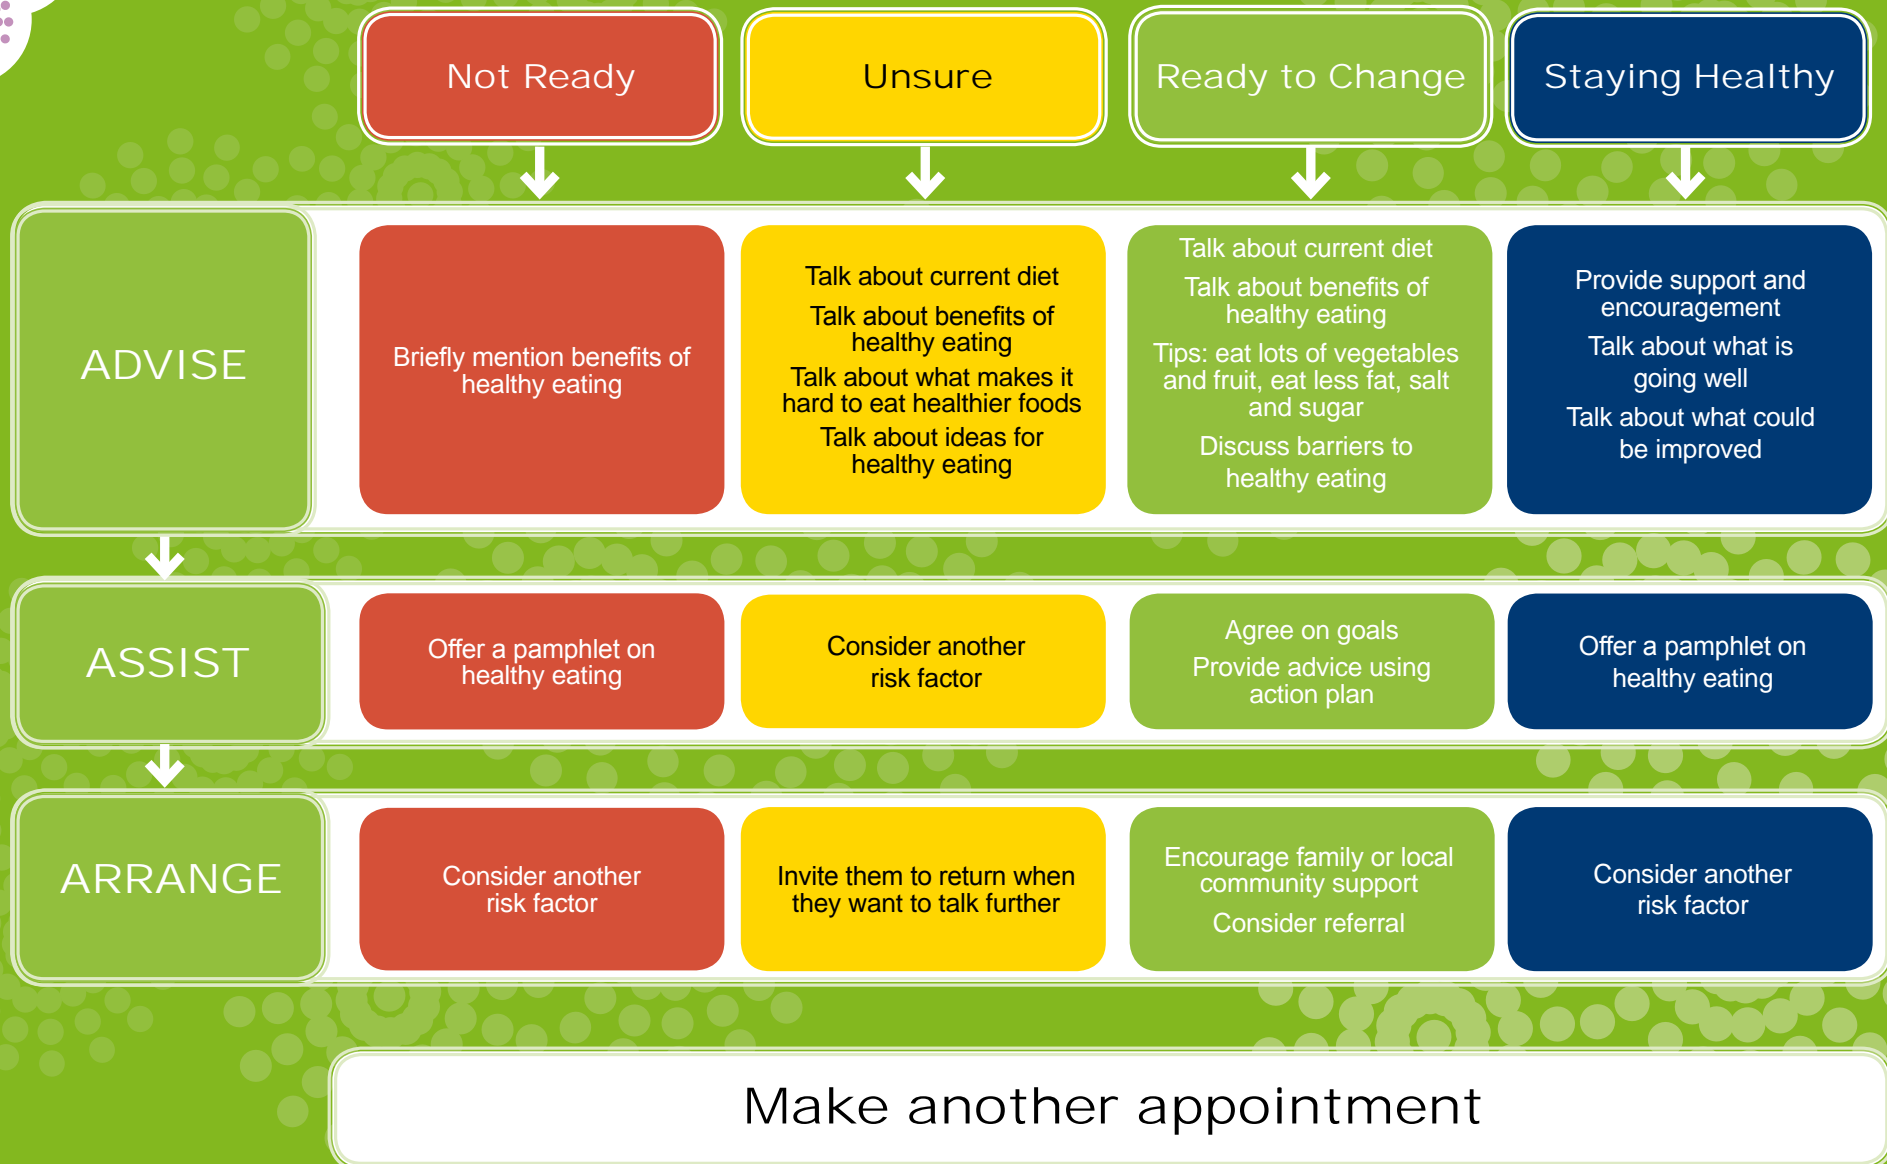 Not Ready
Unsure
Ready to Change
Staying Healthy
ADVISE
Briefly mention benefits of
healthy eating
Talk about current diet
Talk about benefits of
healthy eating
Talk about what makes it
hard to eat healthier foods
Talk about ideas for
healthy eating
Talk about current diet
Talk about benefits of
healthy eating
Tips: eat lots of vegetables
and fruit, eat less fat, salt
and sugar
Discuss barriers to
healthy eating
Provide support and
encouragement
Talk about what is
going well
Talk about what could
be improved
ASSIST
Offer a pamphlet on
healthy eating
Consider another
risk factor
Agree on goals
Provide advice using
action plan
Offer a pamphlet on
healthy eating
ARRANGE
Consider another
risk factor
Invite them to return when
they want to talk further
Encourage family or local
community support
Consider referral
Consider another
risk factor
Make another appointment